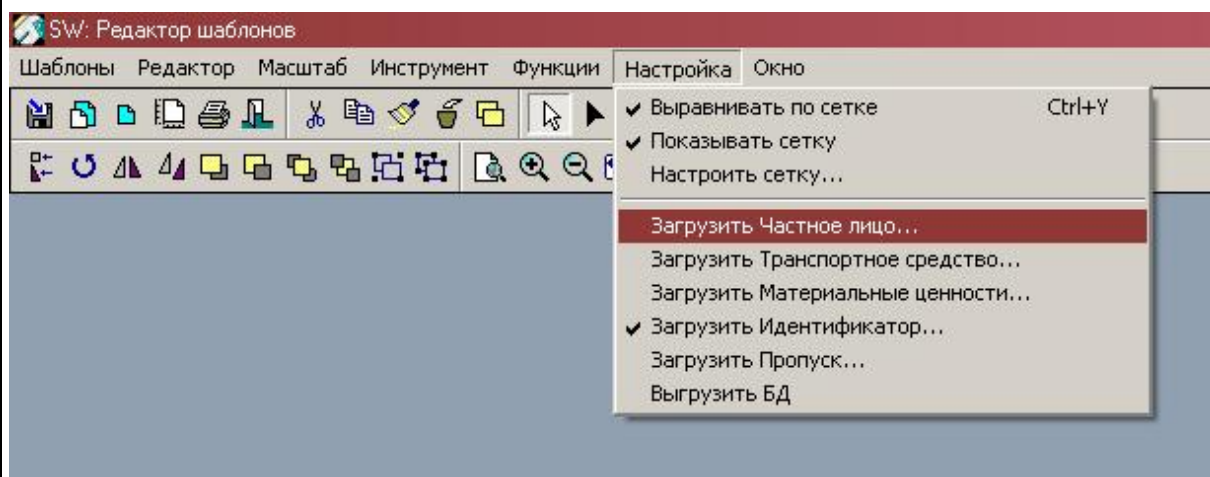 SW: Редактор шаблонов
Шаблоны Редактор Масштаб Инструмент Функции Настройка Окно
Выравнивать по сетке Ctrl+Y
Показывать сетку
Настроить сетку...
Загрузить Частное лицо...
Загрузить Транспортное средство...
Загрузить Материальные ценности...
Загрузить Идентификатор...
Загрузить Пропуск...
Выгрузить БД